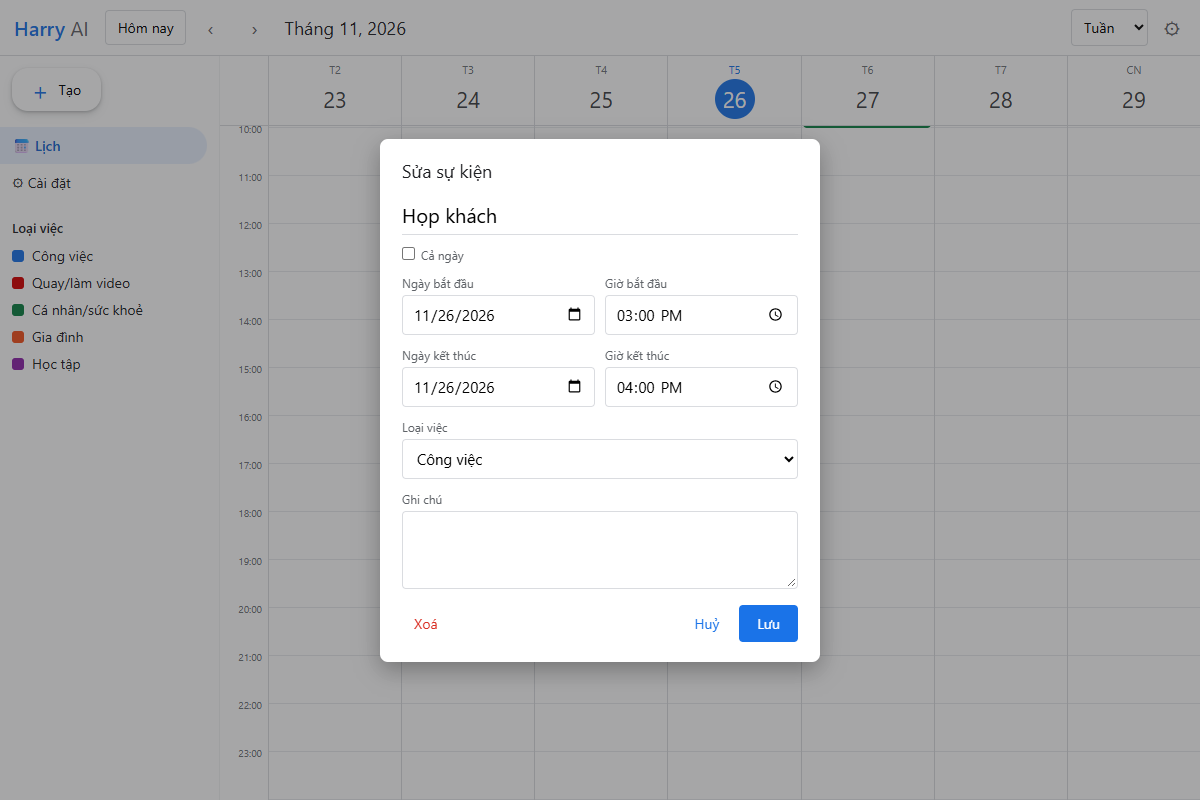 Harry AI Hôm nay ‹ › Tháng 11, 2026 Tuần
+ Tạo
Lịch
Cài đặt
Loại việc
Công việc
Quay/làm video
Cá nhân/sức khoẻ
Gia đình
Học tập
T2 T3 T4 T5 T6 T7 CN
23 24 25 26 27 28 29
10:00
11:00
12:00
13:00
14:00
15:00
16:00
17:00
18:00
19:00
20:00
21:00
22:00
23:00
Sửa sự kiện
Họp khách
Cả ngày
Ngày bắt đầu Giờ bắt đầu
11/26/2026 03:00 PM
Ngày kết thúc Giờ kết thúc
11/26/2026 04:00 PM
Loại việc
Công việc
Ghi chú
Xoá Huỷ Lưu